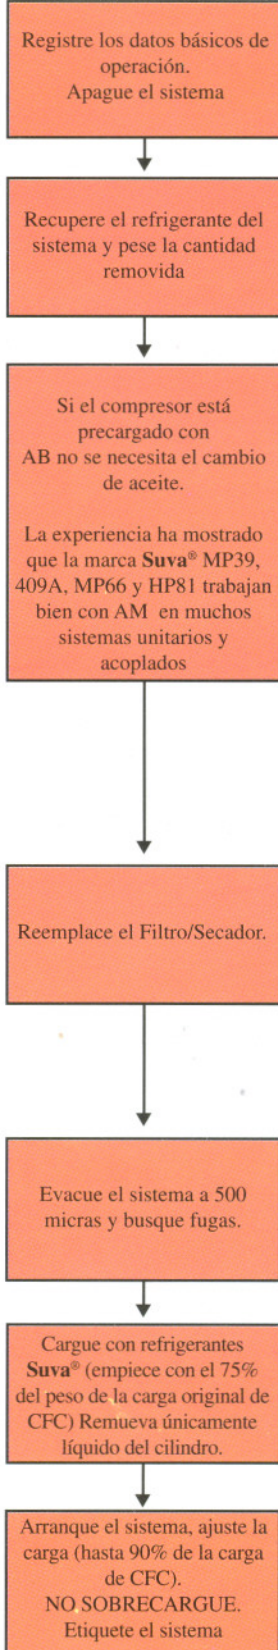 Registre los datos básicos de
operación.
Apague el sistema
Recupere el refrigerante del
sistema y pese la cantidad
removida
Si el compresor está
precargado con
AB no se necesita el cambio
de aceite.
La experiencia ha mostrado
que la marca Suva® MP39,
409A, MP66 y HP81 trabajan
bien con AM en muchos
sistemas unitarios y
acoplados
Reemplace el Filtro/Secador.
Evacue el sistema a 500
micras y busque fugas.
Cargue con refrigerantes
Suva® (empiece con el 75%
del peso de la carga original de
CFC) Remueva únicamente
líquido del cilindro.
Arranque el sistema, ajuste la
carga (hasta 90% de la carga
de CFC).
NO SOBRECARGUE.
Etiquete el sistema